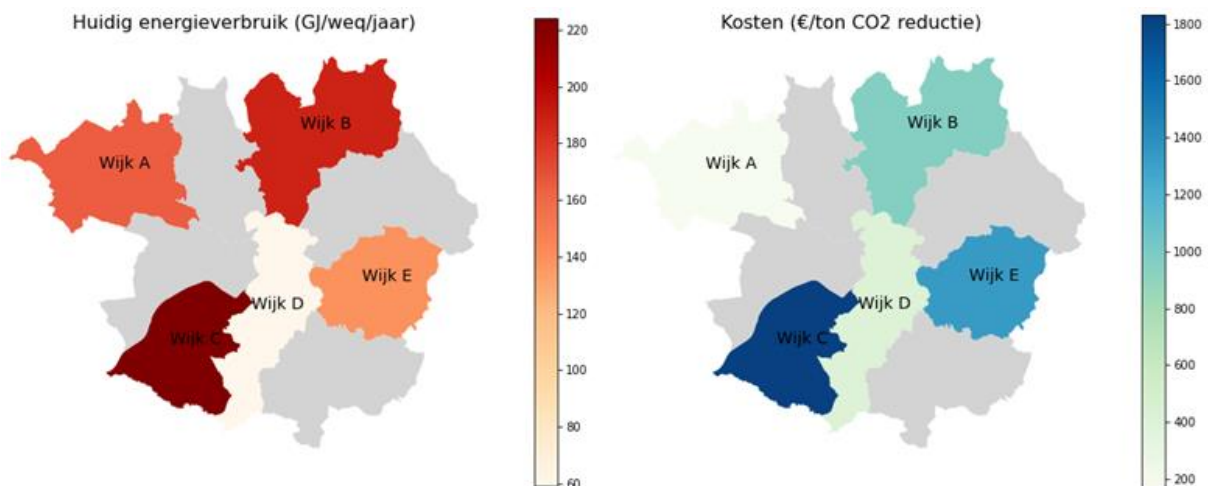 Huidig energieverbruik (GJ/weq/jaar)
Wijk A
Wijk B
Wijk C
Wijk D
Wijk E
220
200
180
160
140
120
100
80
60
Kosten (€/ton CO2 reductie)
Wijk A
Wijk B
Wijk C
Wijk D
Wijk E
1800
1600
1400
1200
1000
800
600
400
200